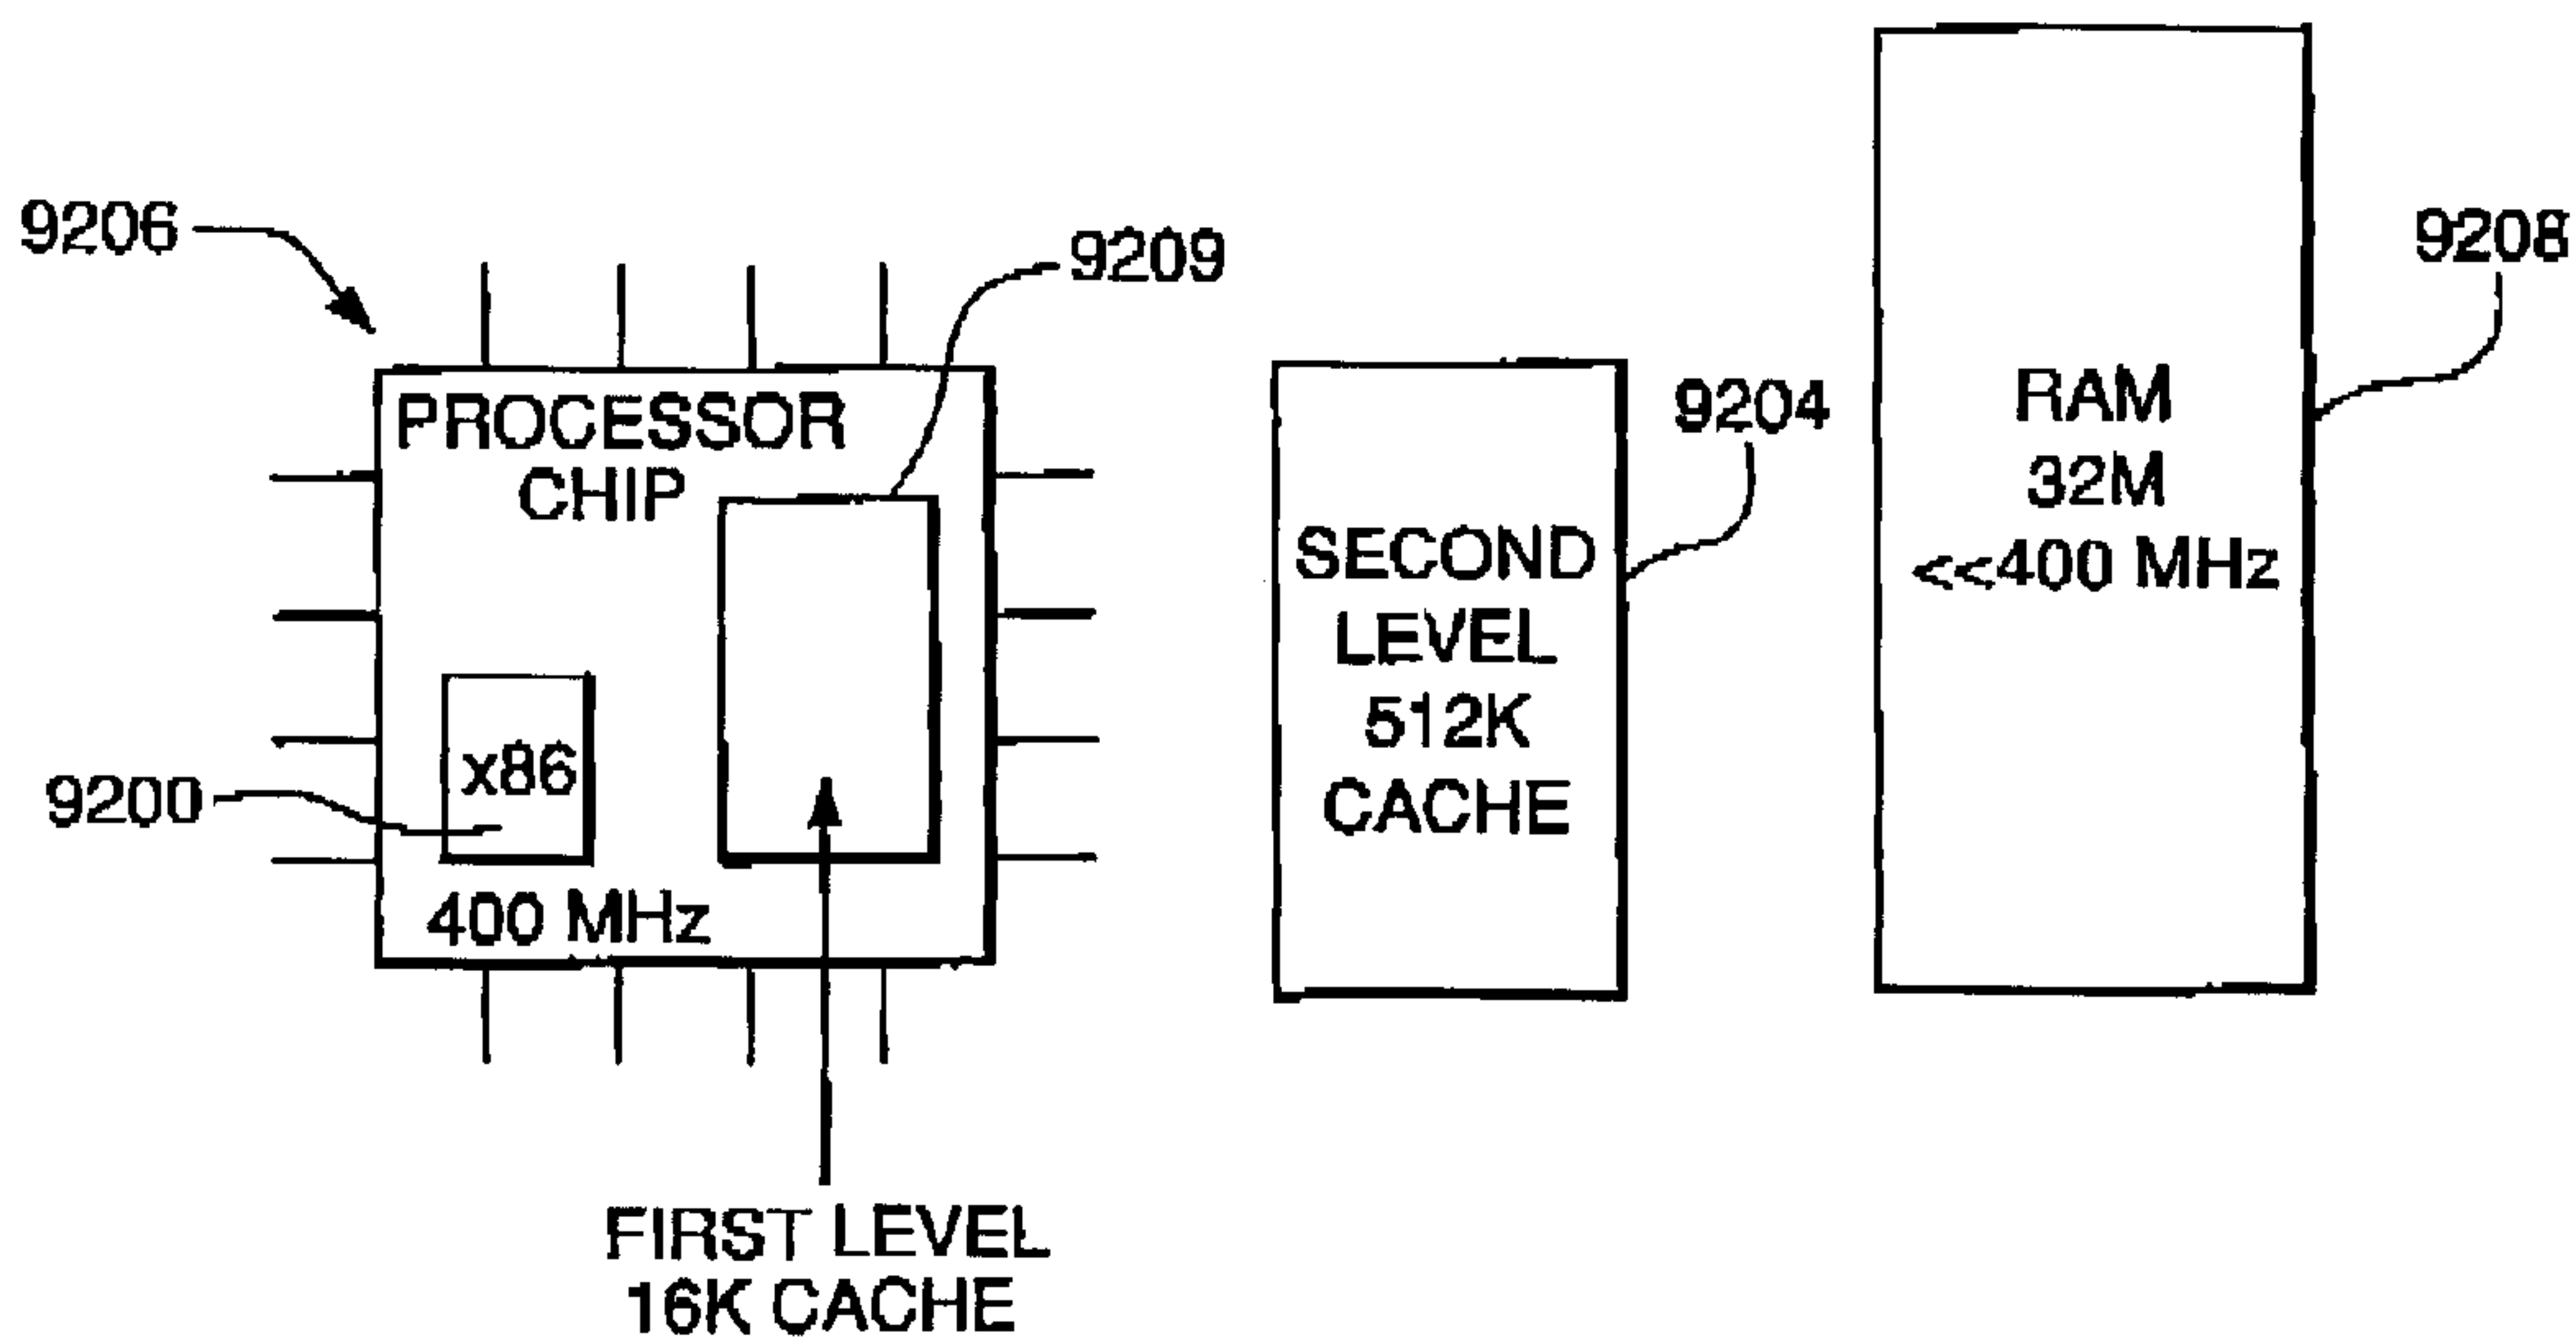 9206
9209
PROCESSOR
CHIP
x86
9200
400 MHz
FIRST LEVEL
16K CACHE
SECOND
LEVEL
512K
CACHE
9204
RAM
32M
<<400 MHz
9208